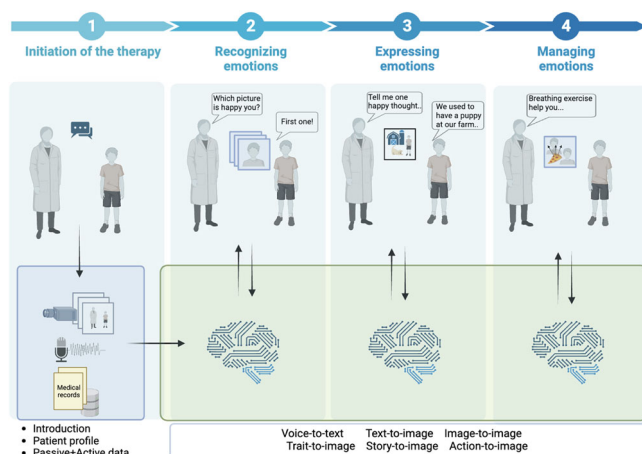 1
2
3
4
Initiation of the therapy
Recognizing
emotions
Expressing
emotions
Managing
emotions
Which picture
is happy you?
First one!
Tell me one
happy thought..
We used to
have a puppy
at our farm..
Breathing exercise
help you...
Medical
records
• Introduction
• Patient profile
• Passive+Active data
Voice-to-text Text-to-image Image-to-image
Trait-to-image Story-to-image Action-to-image